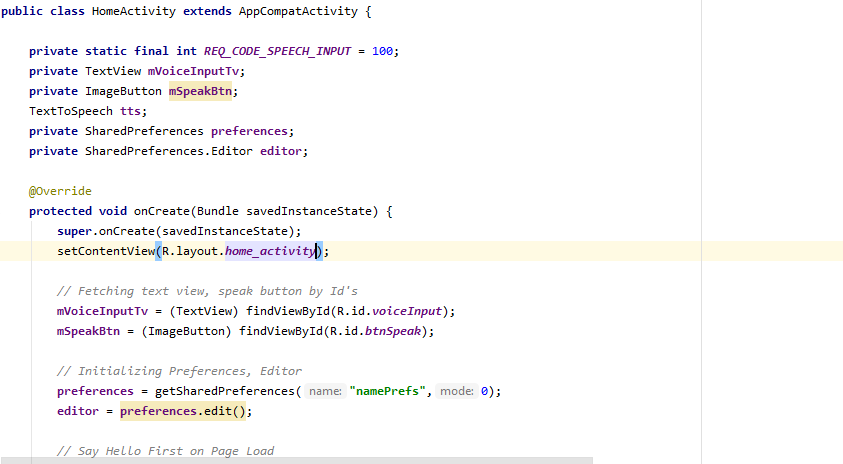 public class HomeActivity extends AppCompatActivity {
private static final int REQ_CODE_SPEECH_INPUT = 100;
private TextView mVoiceInputTv;
private ImageButton mSpeakBtn;
TextToSpeech tts;
private SharedPreferences preferences;
private SharedPreferences.Editor editor;
@Override
protected void onCreate(Bundle savedInstanceState) {
super.onCreate(savedInstanceState);
setContentView(R.layout.home_activity);
// Fetching text view, speak button by Id's
mVoiceInputTv = (TextView) findViewById(R.id.voiceInput);
mSpeakBtn = (ImageButton) findViewById(R.id.btnSpeak);
// Initializing Preferences, Editor
preferences = getSharedPreferences( name: "namePrefs", mode: 0);
editor = preferences.edit();
// Say Hello First on Page Load